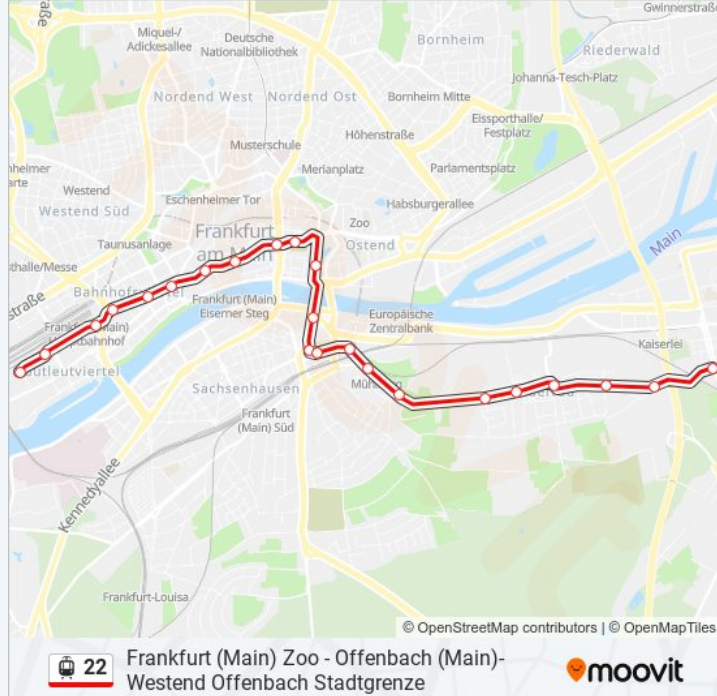 Gwinnerstraße
Miquel-/
Adickesallee
Deutsche
Nationalbibliothek
Bornheim
Riederwald
Johanna-Tesch-Platz
Nordend West
Nordend Ost
Bornheim Mitte
Eissporthalle/
Festplatz
Musterschule
Höhenstraße
Merianplatz
Parlamentsplatz
Westend
Eschenheimer Tor
Habsburgerallee
Westend Süd
Zoo
Frankfurt
am Main
Ostend
Main
Taunusanlage
Frankfurt (Main)
Eiserner Steg
Europäische
Zentralbank
Kaiserlei
Sachsenhausen
Frankfurt
(Main) Süd
Kennedyallee
Frankfurt-Louisa
© OpenStreetMap contributors | © OpenMapTiles
22
Frankfurt (Main) Zoo - Offenbach (Main)-
Westend Offenbach Stadtgrenze
moovit